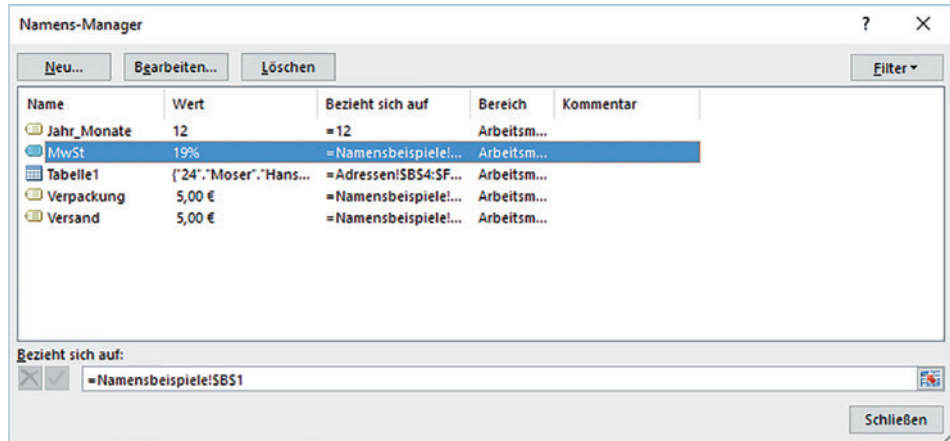 Namens-Manager ? X
Neu... Bearbeiten... Löschen Filter
Name Wert Bezieht sich auf Bereich Kommentar
Jahr_Monate 12 =12 Arbeitsm...
MwSt 19% =Namensbeispiele!... Arbeitsm...
Tabelle1 {"24"."Moser"."Hans... =Adressen!$B$4:$F... Arbeitsm...
Verpackung 5,00 € =Namensbeispiele!... Arbeitsm...
Versand 5,00 € =Namensbeispiele!... Arbeitsm...
Bezieht sich auf:
=Namensbeispiele!$B$1
Schließen